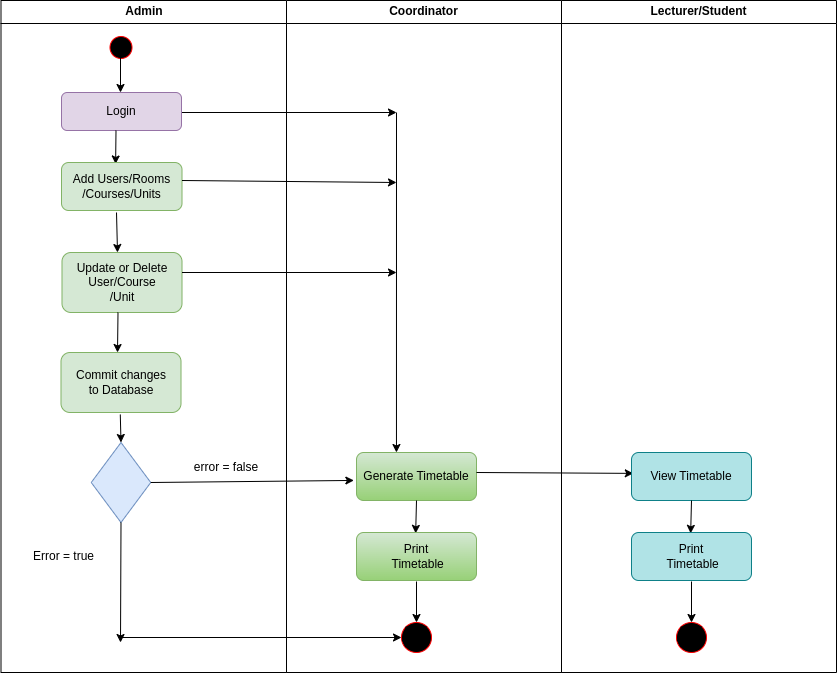 Admin
Coordinator
Lecturer/Student
Login
Add Users/Rooms
/Courses/Units
Update or Delete
User/Course
/Unit
Commit changes
to Database
error = false
Generate Timetable
View Timetable
Error = true
Print
Timetable
Print
Timetable